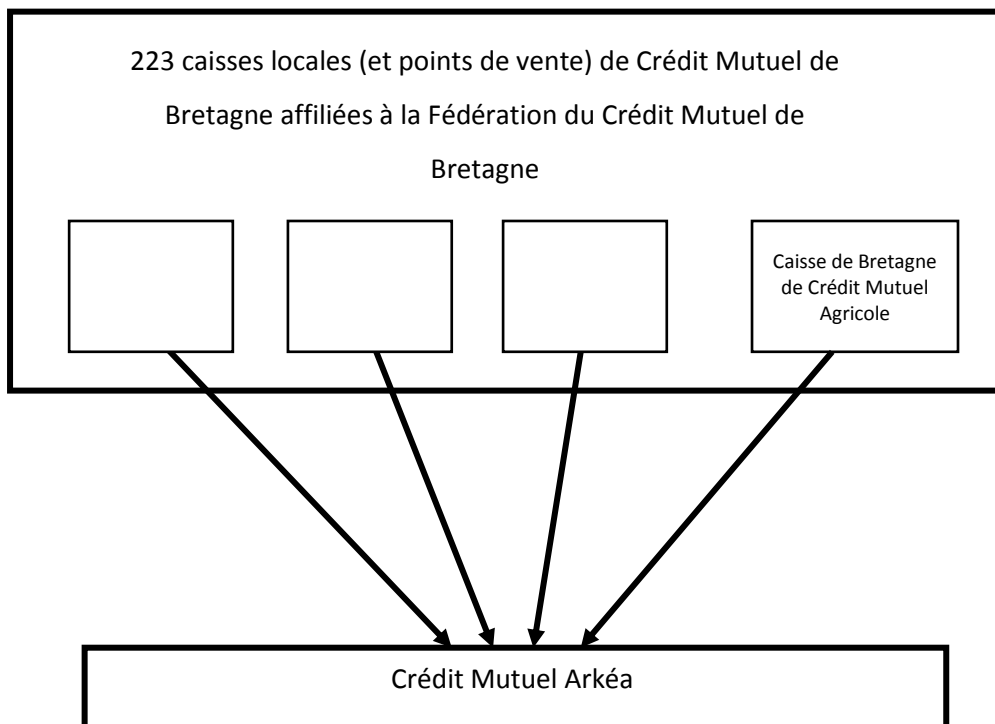 223 caisses locales (et points de vente) de Crédit Mutuel de
Bretagne affiliées à la Fédération du Crédit Mutuel de
Bretagne
Caisse de Bretagne
de Crédit Mutuel
Agricole
Crédit Mutuel Arkéa